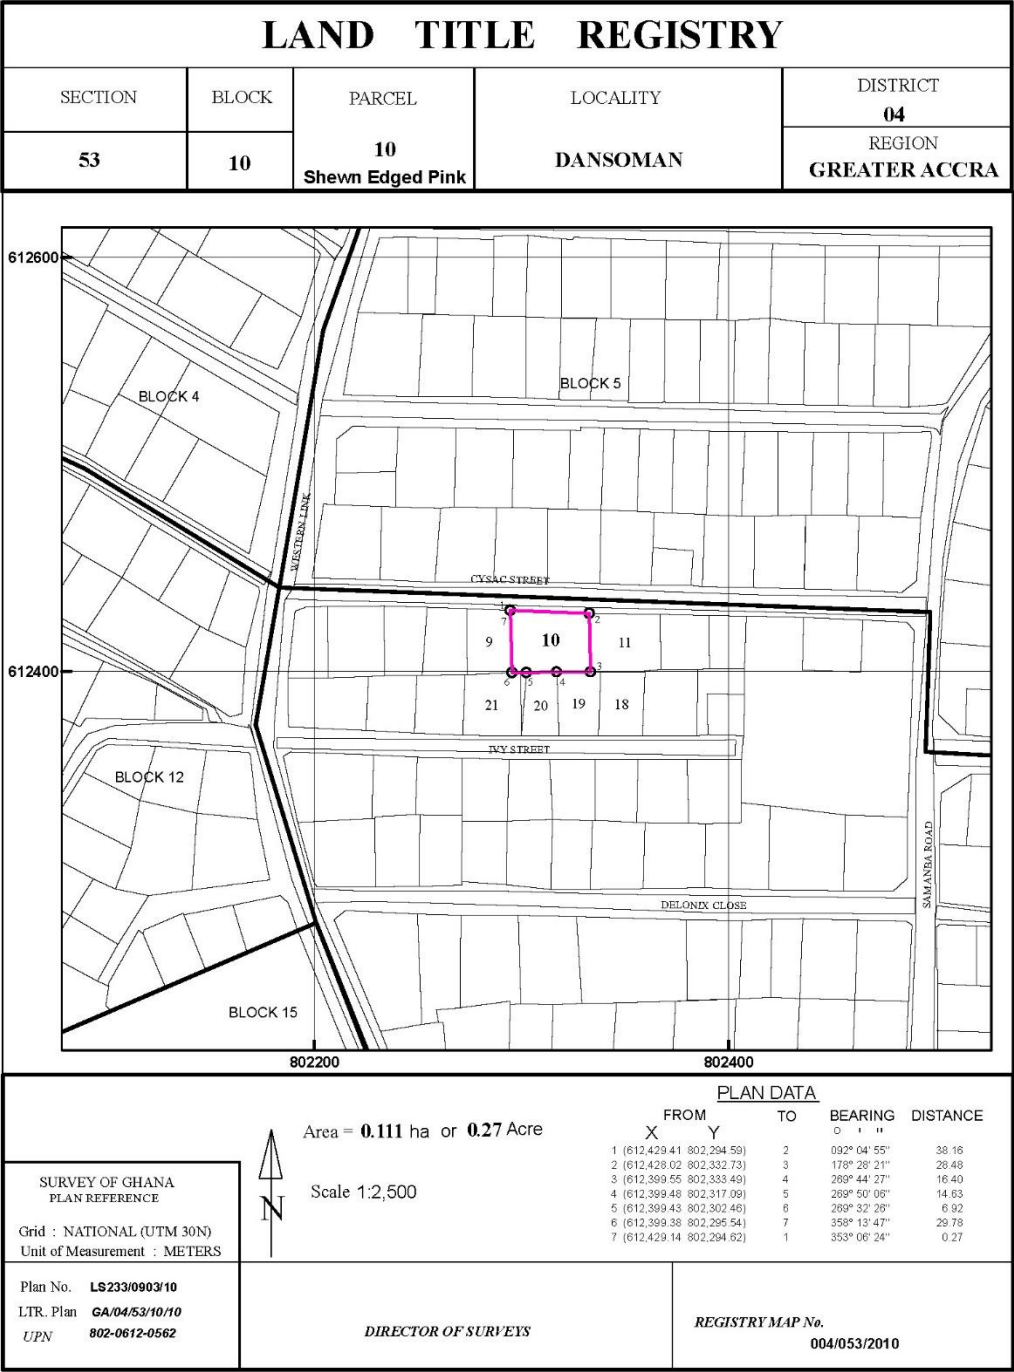 LAND TITLE REGISTRY
SECTION
BLOCK
PARCEL
LOCALITY
DISTRICT
04
53
10
10
Shewn Edged Pink
DANSOMAN
REGION
GREATER ACCRA
612600
BLOCK 4
BLOCK 5
WESTERN LINK
CYSAC STREET
1
2
7
9
10
11
612400
6
5
4
3
21
20
19
18
IVY STREET
BLOCK 12
SAMANBA ROAD
DELONIX CLOSE
BLOCK 15
802200
802400
Area = 0.111 ha or 0.27 Acre
Scale 1:2,500
N
PLAN DATA
FROM TO BEARING DISTANCE
X Y O ' "
1 (612,429.41 802,294.59) 2 092° 04' 55" 38.16
2 (612,428.02 802,332.73) 3 178° 28' 21" 28.48
3 (612,399.55 802,333.49) 4 269° 44' 27" 16.40
4 (612,399.48 802,317.09) 5 269° 50' 06" 14.63
5 (612,399.43 802,302.46) 6 269° 32' 26" 6.92
6 (612,399.38 802,295.54) 7 358° 13' 47" 29.78
7 (612,429.14 802,294.62) 1 353° 06' 24" 0.27
SURVEY OF GHANA
PLAN REFERENCE
Grid : NATIONAL (UTM 30N)
Unit of Measurement : METERS
Plan No. LS233/0903/10
LTR. Plan GA/04/53/10/10
UPN 802-0612-0562
DIRECTOR OF SURVEYS
REGISTRY MAP No.
004/053/2010